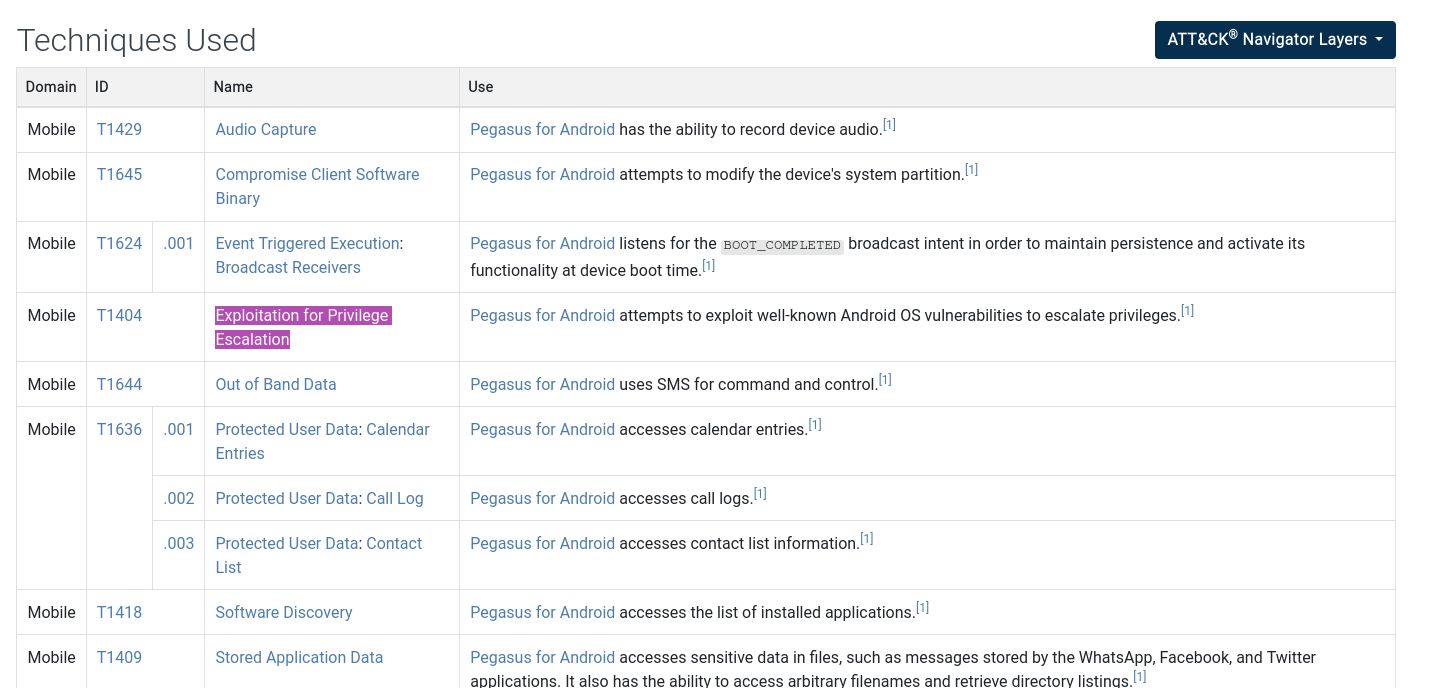 Techniques Used
ATT&CK® Navigator Layers
Domain ID Name Use
Mobile T1429 Audio Capture Pegasus for Android has the ability to record device audio.[1]
Mobile T1645 Compromise Client Software Pegasus for Android attempts to modify the device's system partition.[1]
Binary
Mobile T1624 .001 Event Triggered Execution: Pegasus for Android listens for the BOOT_COMPLETED broadcast intent in order to maintain persistence and activate its
Broadcast Receivers functionality at device boot time.[1]
Mobile T1404 Exploitation for Privilege Pegasus for Android attempts to exploit well-known Android OS vulnerabilities to escalate privileges.[1]
Escalation
Mobile T1644 Out of Band Data Pegasus for Android uses SMS for command and control.[1]
Mobile T1636 .001 Protected User Data: Calendar Pegasus for Android accesses calendar entries.[1]
Entries
.002 Protected User Data: Call Log Pegasus for Android accesses call logs.[1]
.003 Protected User Data: Contact Pegasus for Android accesses contact list information.[1]
List
Mobile T1418 Software Discovery Pegasus for Android accesses the list of installed applications.[1]
Mobile T1409 Stored Application Data Pegasus for Android accesses sensitive data in files, such as messages stored by the WhatsApp, Facebook, and Twitter
applications. It also has the ability to access arbitrary filenames and retrieve directory listings.[1]